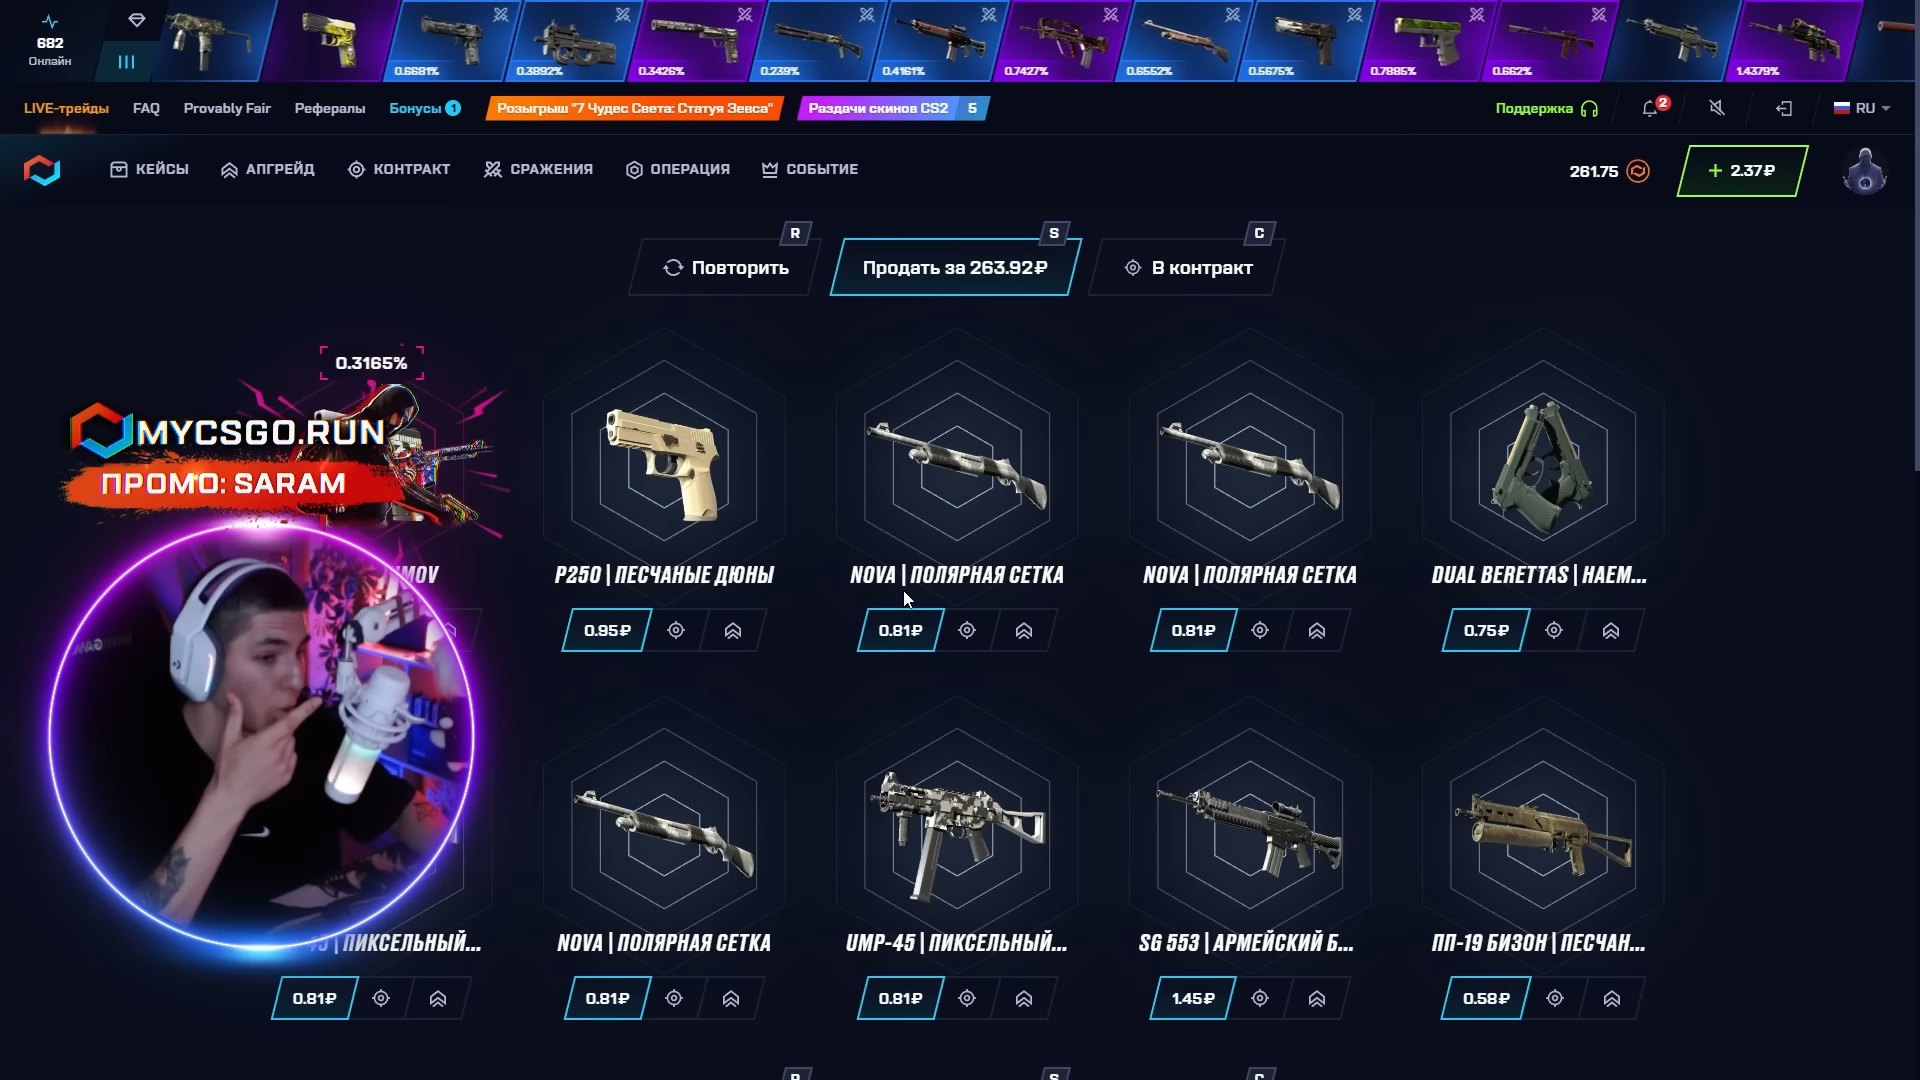 682
Онлайн
0.6681%
0.3892%
0.3426%
0.239%
0.4161%
0.7427%
0.6552%
0.5675%
0.7885%
0.662%
1.4379%
LIVE-трейды
FAQ
Provably Fair
Рефералы
Бонусы 1
Розыгрыш "7 Чудес Света: Статуя Зевса"
Раздачи скинов CS2 5
Поддержка
2
RU
КЕЙСЫ
АПГРЕЙД
КОНТРАКТ
СРАЖЕНИЯ
ОПЕРАЦИЯ
СОБЫТИЕ
261.75
+ 2.37₽
R
S
C
Повторить
Продать за 263.92₽
В контракт
0.3165%
MYCSGO.RUN
ПРОМО: SARAM
P250 | ПЕСЧАНЫЕ ДЮНЫ
NOVA | ПОЛЯРНАЯ СЕТКА
NOVA | ПОЛЯРНАЯ СЕТКА
DUAL BERETTAS | НАЕМ...
0.95₽
0.81₽
0.81₽
0.75₽
| ПИКСЕЛЬНЫЙ...
NOVA | ПОЛЯРНАЯ СЕТКА
UMP-45 | ПИКСЕЛЬНЫЙ...
SG 553 | АРМЕЙСКИЙ Б...
ПП-19 БИЗОН | ПЕСЧАН...
0.81₽
0.81₽
0.81₽
1.45₽
0.58₽
R
S
C